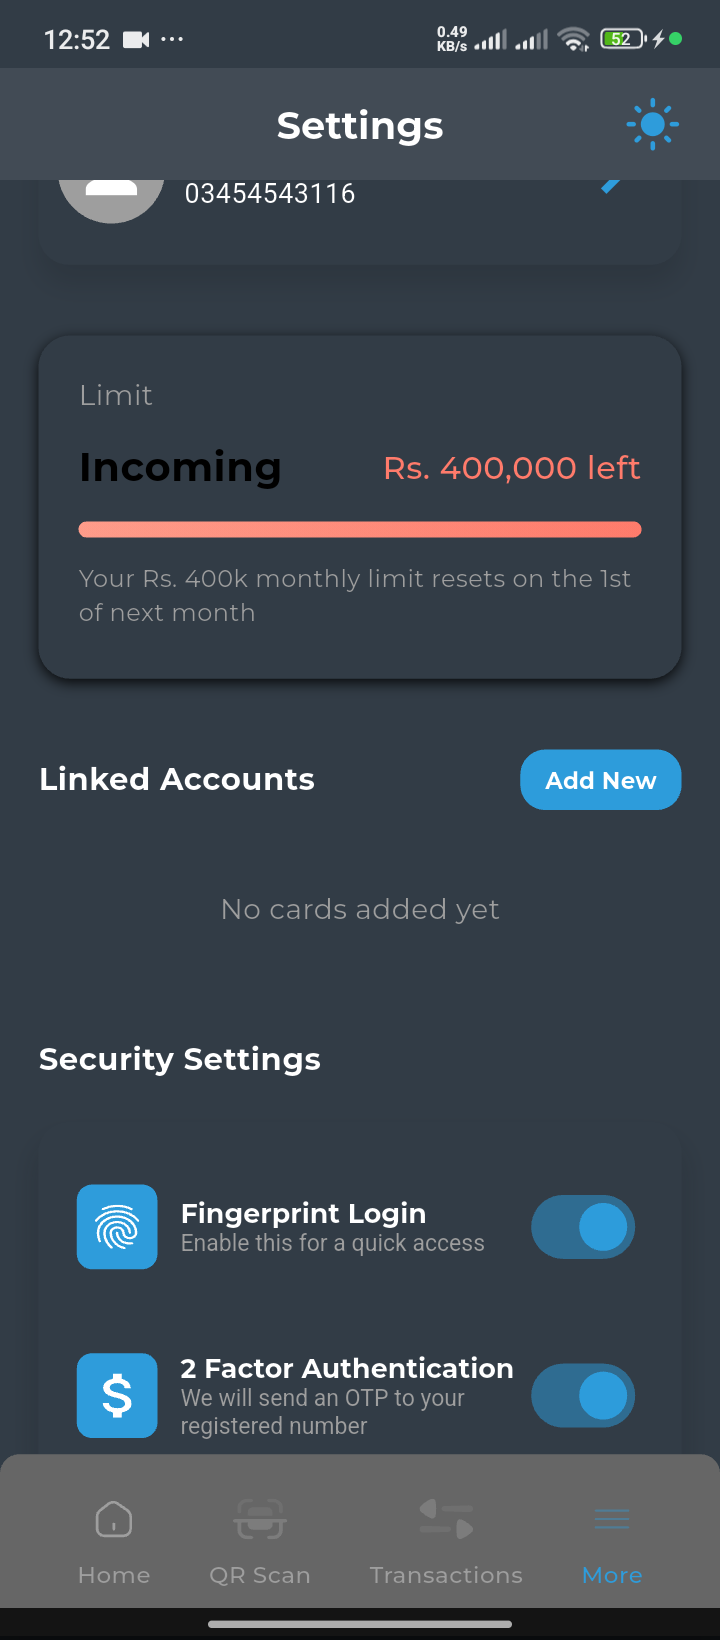 12:52
0.49
KB/s
52
Settings
03454543116
Limit
Incoming
Rs. 400,000 left
Your Rs. 400k monthly limit resets on the 1st
of next month
Linked Accounts
Add New
No cards added yet
Security Settings
Fingerprint Login
Enable this for a quick access
2 Factor Authentication
We will send an OTP to your
registered number
Home
QR Scan
Transactions
More